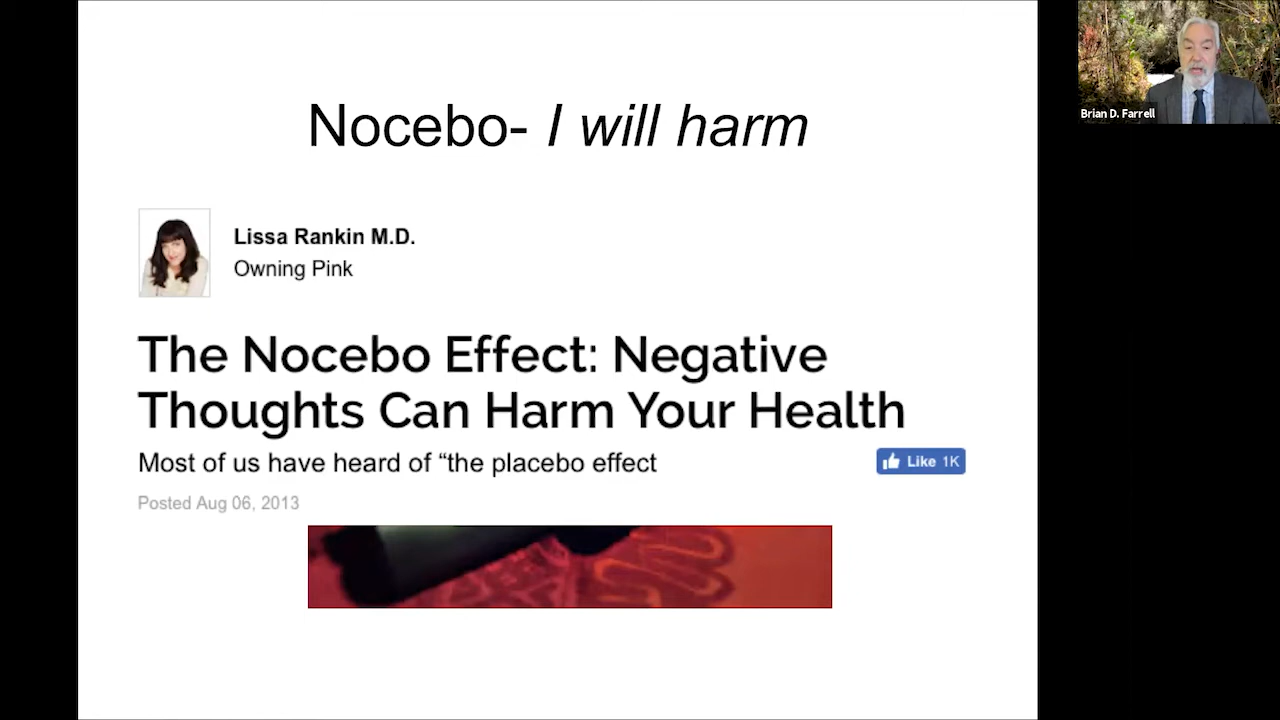 Nocebo- I will harm
Brian D. Farrell
Lissa Rankin M.D.
Owning Pink
The Nocebo Effect: Negative
Thoughts Can Harm Your Health
Most of us have heard of “the placebo effect
Like 1K
Posted Aug 06, 2013